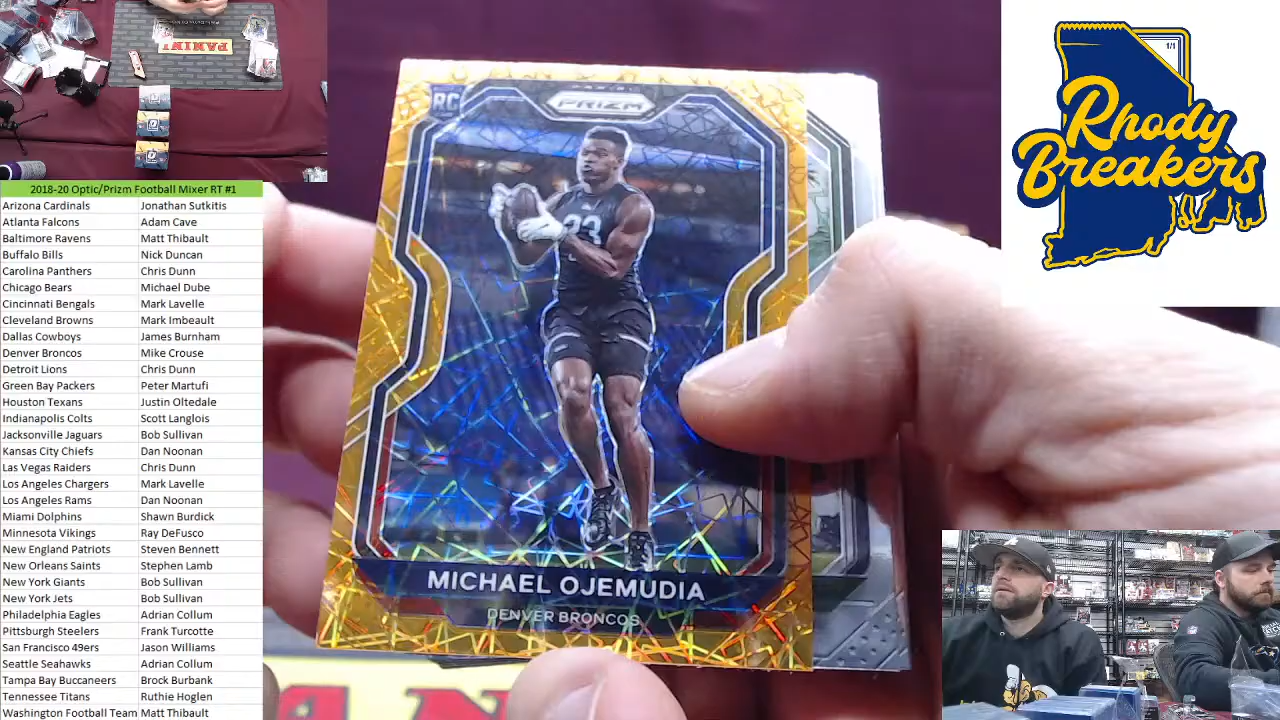 PANINI
2018-20 Optic/Prizm Football Mixer RT #1
Arizona Cardinals Jonathan Sutkitis
Atlanta Falcons Adam Cave
Baltimore Ravens Matt Thibault
Buffalo Bills Nick Duncan
Carolina Panthers Chris Dunn
Chicago Bears Michael Dube
Cincinnati Bengals Mark Lavelle
Cleveland Browns Mark Imbeault
Dallas Cowboys James Burnham
Denver Broncos Mike Crouse
Detroit Lions Chris Dunn
Green Bay Packers Peter Martufi
Houston Texans Justin Oltedale
Indianapolis Colts Scott Langlois
Jacksonville Jaguars Bob Sullivan
Kansas City Chiefs Dan Noonan
Las Vegas Raiders Chris Dunn
Los Angeles Chargers Mark Lavelle
Los Angeles Rams Dan Noonan
Miami Dolphins Shawn Burdick
Minnesota Vikings Ray DeFusco
New England Patriots Steven Bennett
New Orleans Saints Stephen Lamb
New York Giants Bob Sullivan
New York Jets Bob Sullivan
Philadelphia Eagles Adrian Collum
Pittsburgh Steelers Frank Turcotte
San Francisco 49ers Jason Williams
Seattle Seahawks Adrian Collum
Tampa Bay Buccaneers Brock Burbank
Tennessee Titans Ruthie Hoglen
Washington Football Team Matt Thibault
RC
PANINI
PRIZM
33
MICHAEL OJEMUDIA
DENVER BRONCOS
1/1
Rhody
Breakers